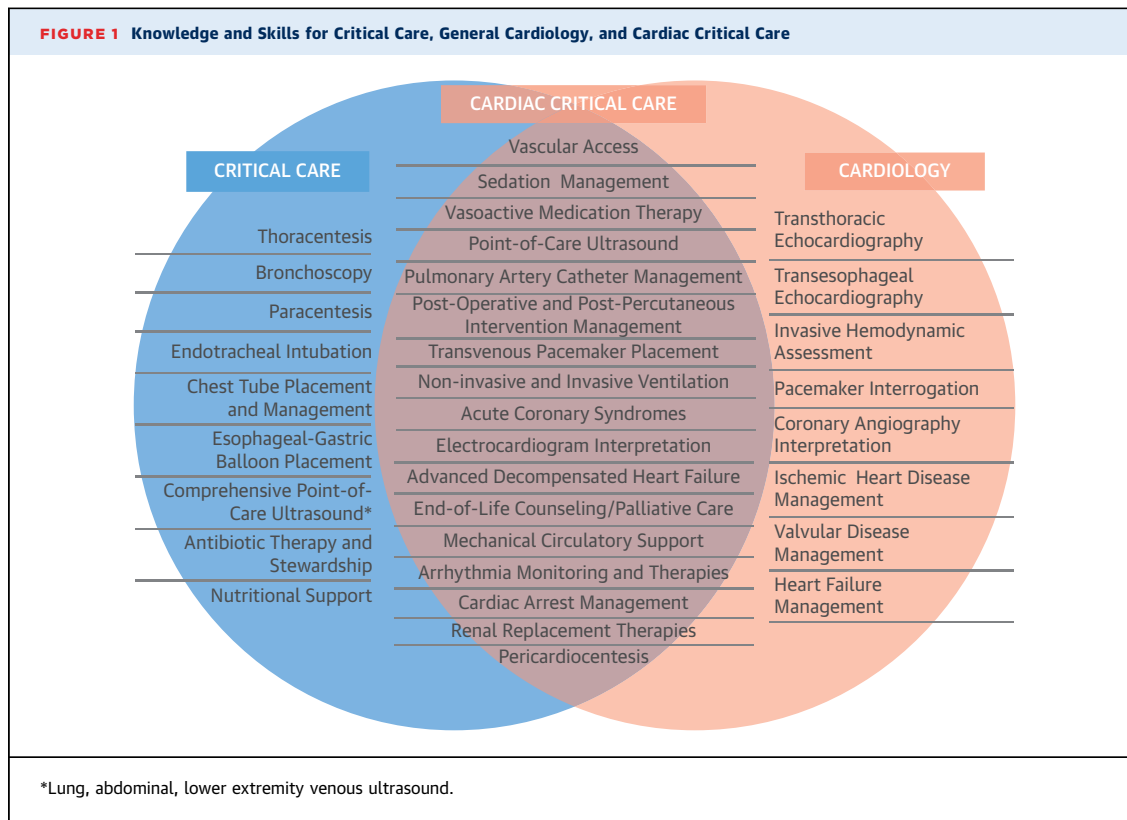 FIGURE 1 Knowledge and Skills for Critical Care, General Cardiology, and Cardiac Critical Care
CARDIAC CRITICAL CARE
CRITICAL CARE
Thoracentesis
Bronchoscopy
Paracentesis
Endotracheal Intubation
Chest Tube Placement
and Management
Esophageal-Gastric
Balloon Placement
Comprehensive Point-of-
Care Ultrasound*
Antibiotic Therapy and
Stewardship
Nutritional Support
Vascular Access
Sedation Management
Vasoactive Medication Therapy
Point-of-Care Ultrasound
Pulmonary Artery Catheter Management
Post-Operative and Post-Percutaneous
Intervention Management
Transvenous Pacemaker Placement
Non-invasive and Invasive Ventilation
Acute Coronary Syndromes
Electrocardiogram Interpretation
Advanced Decompensated Heart Failure
End-of-Life Counseling/Palliative Care
Mechanical Circulatory Support
Arrhythmia Monitoring and Therapies
Cardiac Arrest Management
Renal Replacement Therapies
Pericardiocentesis
CARDIOLOGY
Transthoracic
Echocardiography
Transesophageal
Echocardiography
Invasive Hemodynamic
Assessment
Pacemaker Interrogation
Coronary Angiography
Interpretation
Ischemic Heart Disease
Management
Valvular Disease
Management
Heart Failure
Management
*Lung, abdominal, lower extremity venous ultrasound.